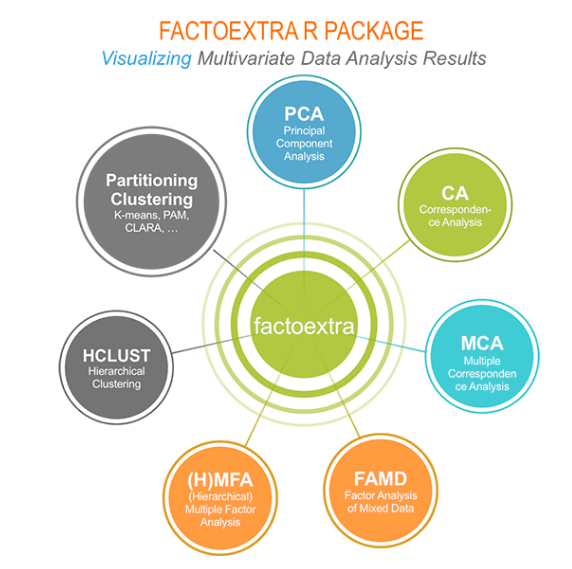 FACTOEXTRA R PACKAGE
Visualizing Multivariate Data Analysis Results
PCA
Principal
Component
Analysis
Partitioning
Clustering
K-means, PAM,
CLARA, ...
CA
Corresponden-
ce Analysis
factoextra
HCLUST
Hierarchical
Clustering
MCA
Multiple
Corresponden
ce Analysis
(H)MFA
(Hierarchical)
Multiple Factor
Analysis
FAMD
Factor Analysis
of Mixed Data